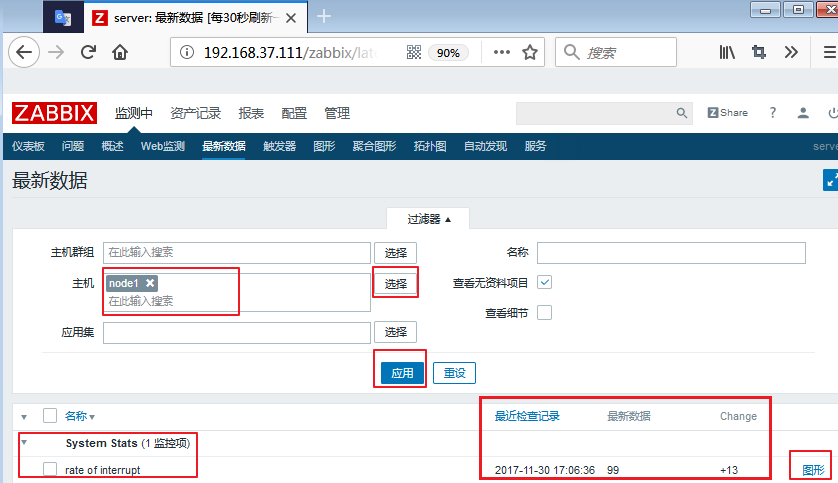 server: 最新数据 [每30秒刷新一
192.168.37.111/zabbix/late
90%
搜索
ZABBIX 监测中 资产记录 报表 配置 管理 Z Share ?
仪表板 问题 概述 Web监测 最新数据 触发器 图形 聚合图形 拓扑图 自动发现 服务 serve
最新数据
过滤器 ▲
主机群组 在此输入搜索 选择 名称
主机 node1 × 在此输入搜索 选择 查看无资料项目
查看细节
应用集 选择
应用 重设
名称 ▾ 最近检查记录 最新数据 Change
System Stats (1 监控项)
rate of interrupt 2017-11-30 17:06:36 99 +13 图形